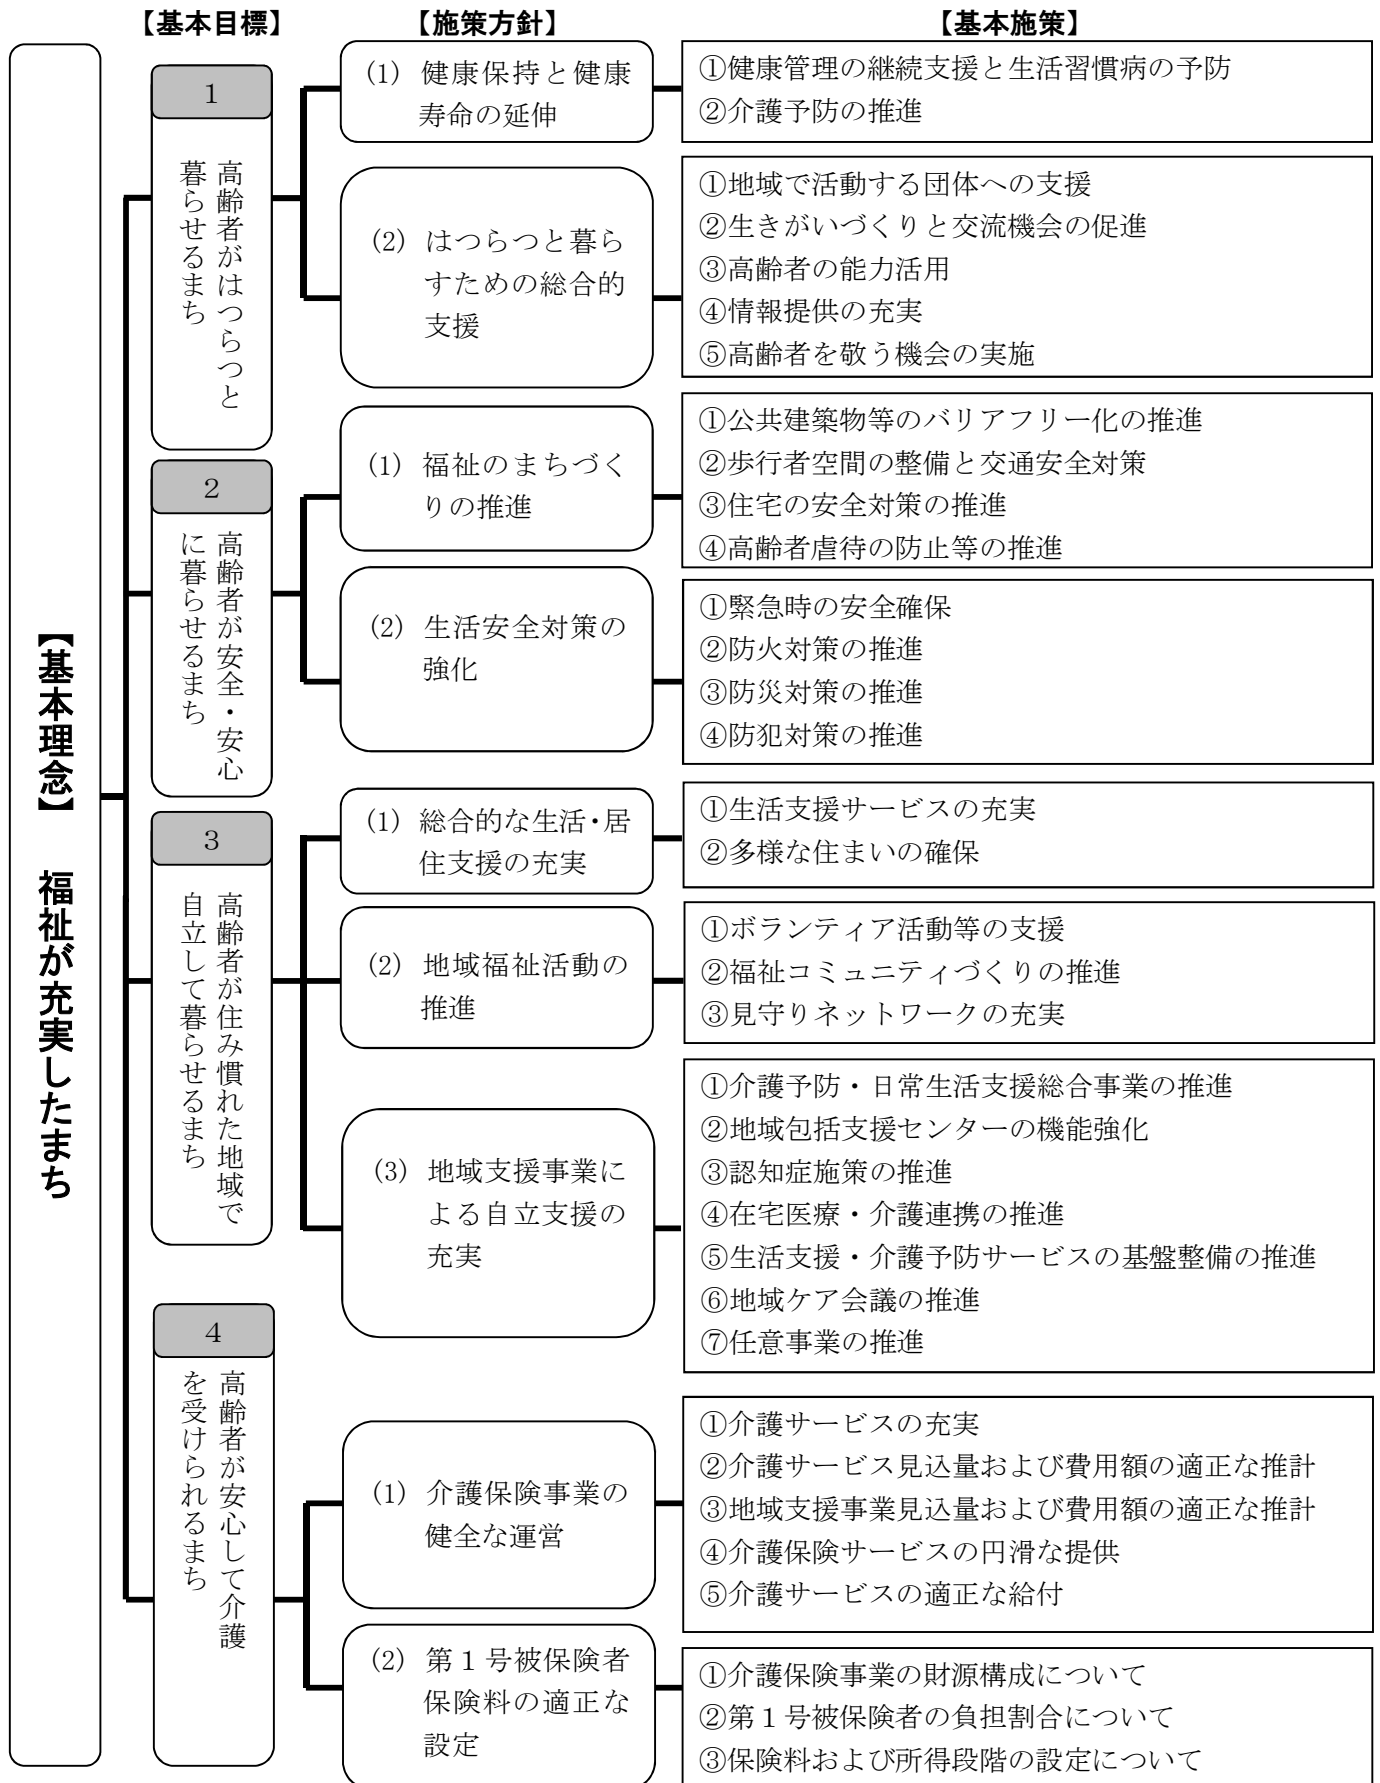 【基本目標】
【施策方針】
【基本施策】
【基本理念】　福祉が充実したまち
1
高齢者がはつらつと
暮らせるまち
(1) 健康保持と健康
寿命の延伸
①健康管理の継続支援と生活習慣病の予防
②介護予防の推進
(2) はつらつと暮ら
すための総合的
支援
①地域で活動する団体への支援
②生きがいづくりと交流機会の促進
③高齢者の能力活用
④情報提供の充実
⑤高齢者を敬う機会の実施
2
高齢者が安全・安心
に暮らせるまち
(1) 福祉のまちづく
りの推進
①公共建築物等のバリアフリー化の推進
②歩行者空間の整備と交通安全対策
③住宅の安全対策の推進
④高齢者虐待の防止等の推進
(2) 生活安全対策の
強化
①緊急時の安全確保
②防火対策の推進
③防災対策の推進
④防犯対策の推進
3
高齢者が住み慣れた地域で
自立して暮らせるまち
(1) 総合的な生活・居
住支援の充実
①生活支援サービスの充実
②多様な住まいの確保
(2) 地域福祉活動の
推進
①ボランティア活動等の支援
②福祉コミュニティづくりの推進
③見守りネットワークの充実
(3) 地域支援事業に
よる自立支援の
充実
①介護予防・日常生活支援総合事業の推進
②地域包括支援センターの機能強化
③認知症施策の推進
④在宅医療・介護連携の推進
⑤生活支援・介護予防サービスの基盤整備の推進
⑥地域ケア会議の推進
⑦任意事業の推進
4
高齢者が安心して介護
を受けられるまち
(1) 介護保険事業の
健全な運営
①介護サービスの充実
②介護サービス見込量および費用額の適正な推計
③地域支援事業見込量および費用額の適正な推計
④介護保険サービスの円滑な提供
⑤介護サービスの適正な給付
(2) 第１号被保険者
保険料の適正な
設定
①介護保険事業の財源構成について
②第１号被保険者の負担割合について
③保険料および所得段階の設定について